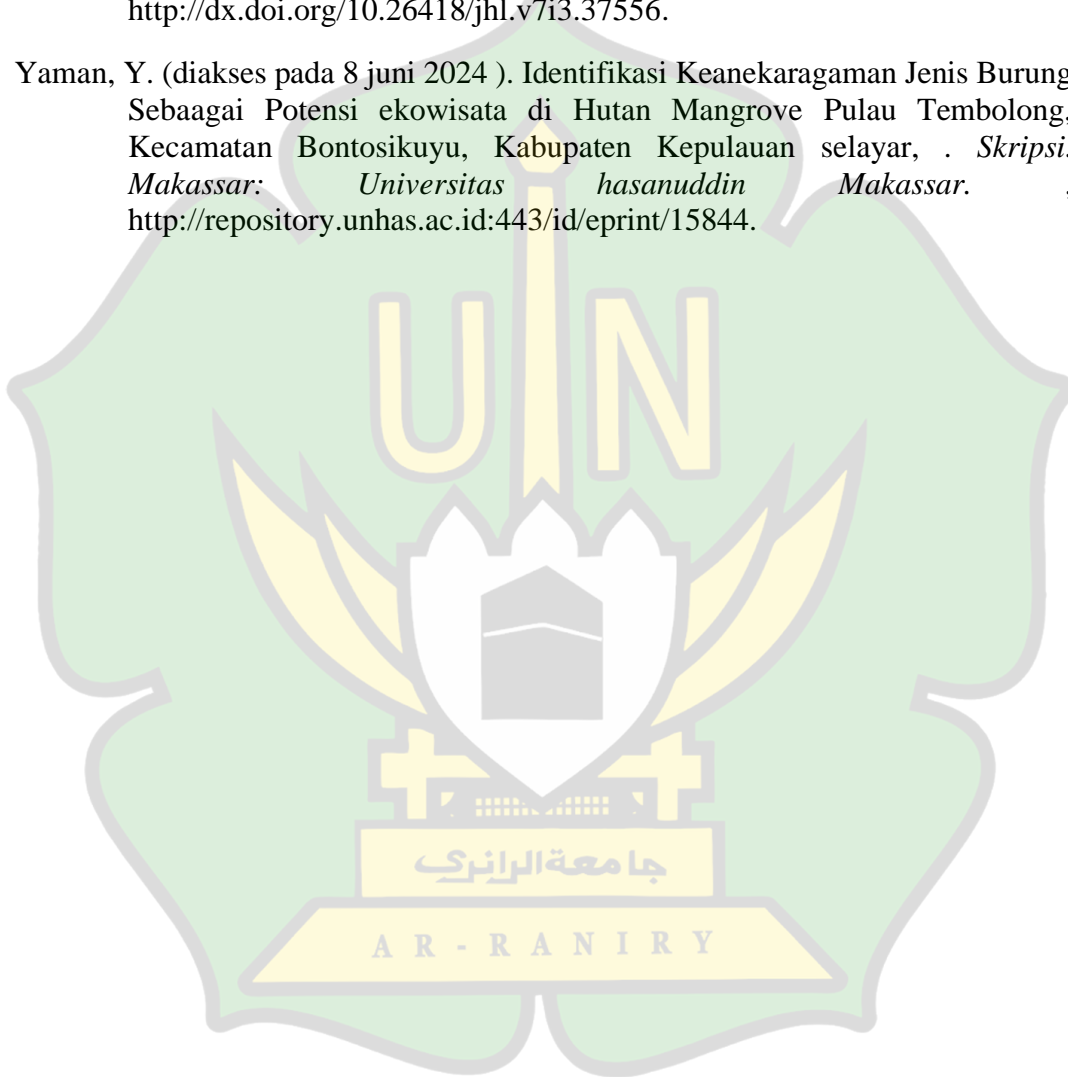 http://dx.doi.org/10.26418/jhl.v7i3.37556.
Yaman, Y. (diakses pada 8 juni 2024 ). Identifikasi Keanekaragaman Jenis Burung
Sebaagai Potensi ekowisata di Hutan Mangrove Pulau Tembolong,
Kecamatan Bontosikuyu, Kabupaten Kepulauan selayar, . Skripsi.
Makassar: Universitas hasanuddin Makassar. ,
http://repository.unhas.ac.id:443/id/eprint/15844.
UIN
جامعة الرانري
AR-RANIRY